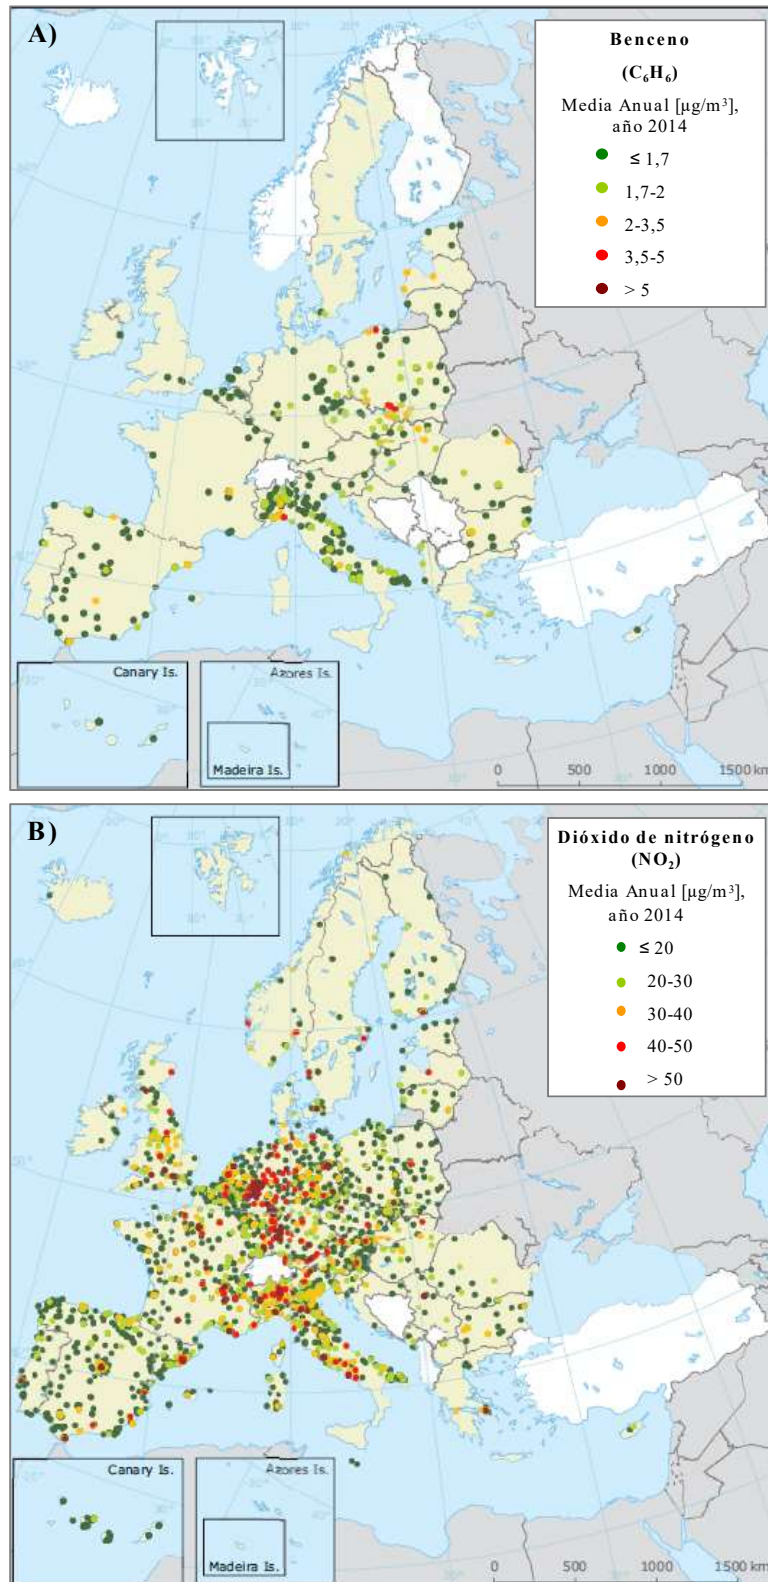 A)
Benceno
(C₆H₆)
Media Anual [µg/m³],
año 2014
≤ 1,7
1,7-2
2-3,5
3,5-5
> 5
Canary Is.
Azores Is.
Madeira Is.
0 500 1000 1500 km
B)
Dióxido de nitrógeno
(NO₂)
Media Anual [µg/m³],
año 2014
≤ 20
20-30
30-40
40-50
> 50
Canary Is.
Azores Is.
Madeira Is.
0 500 1000 1500 km